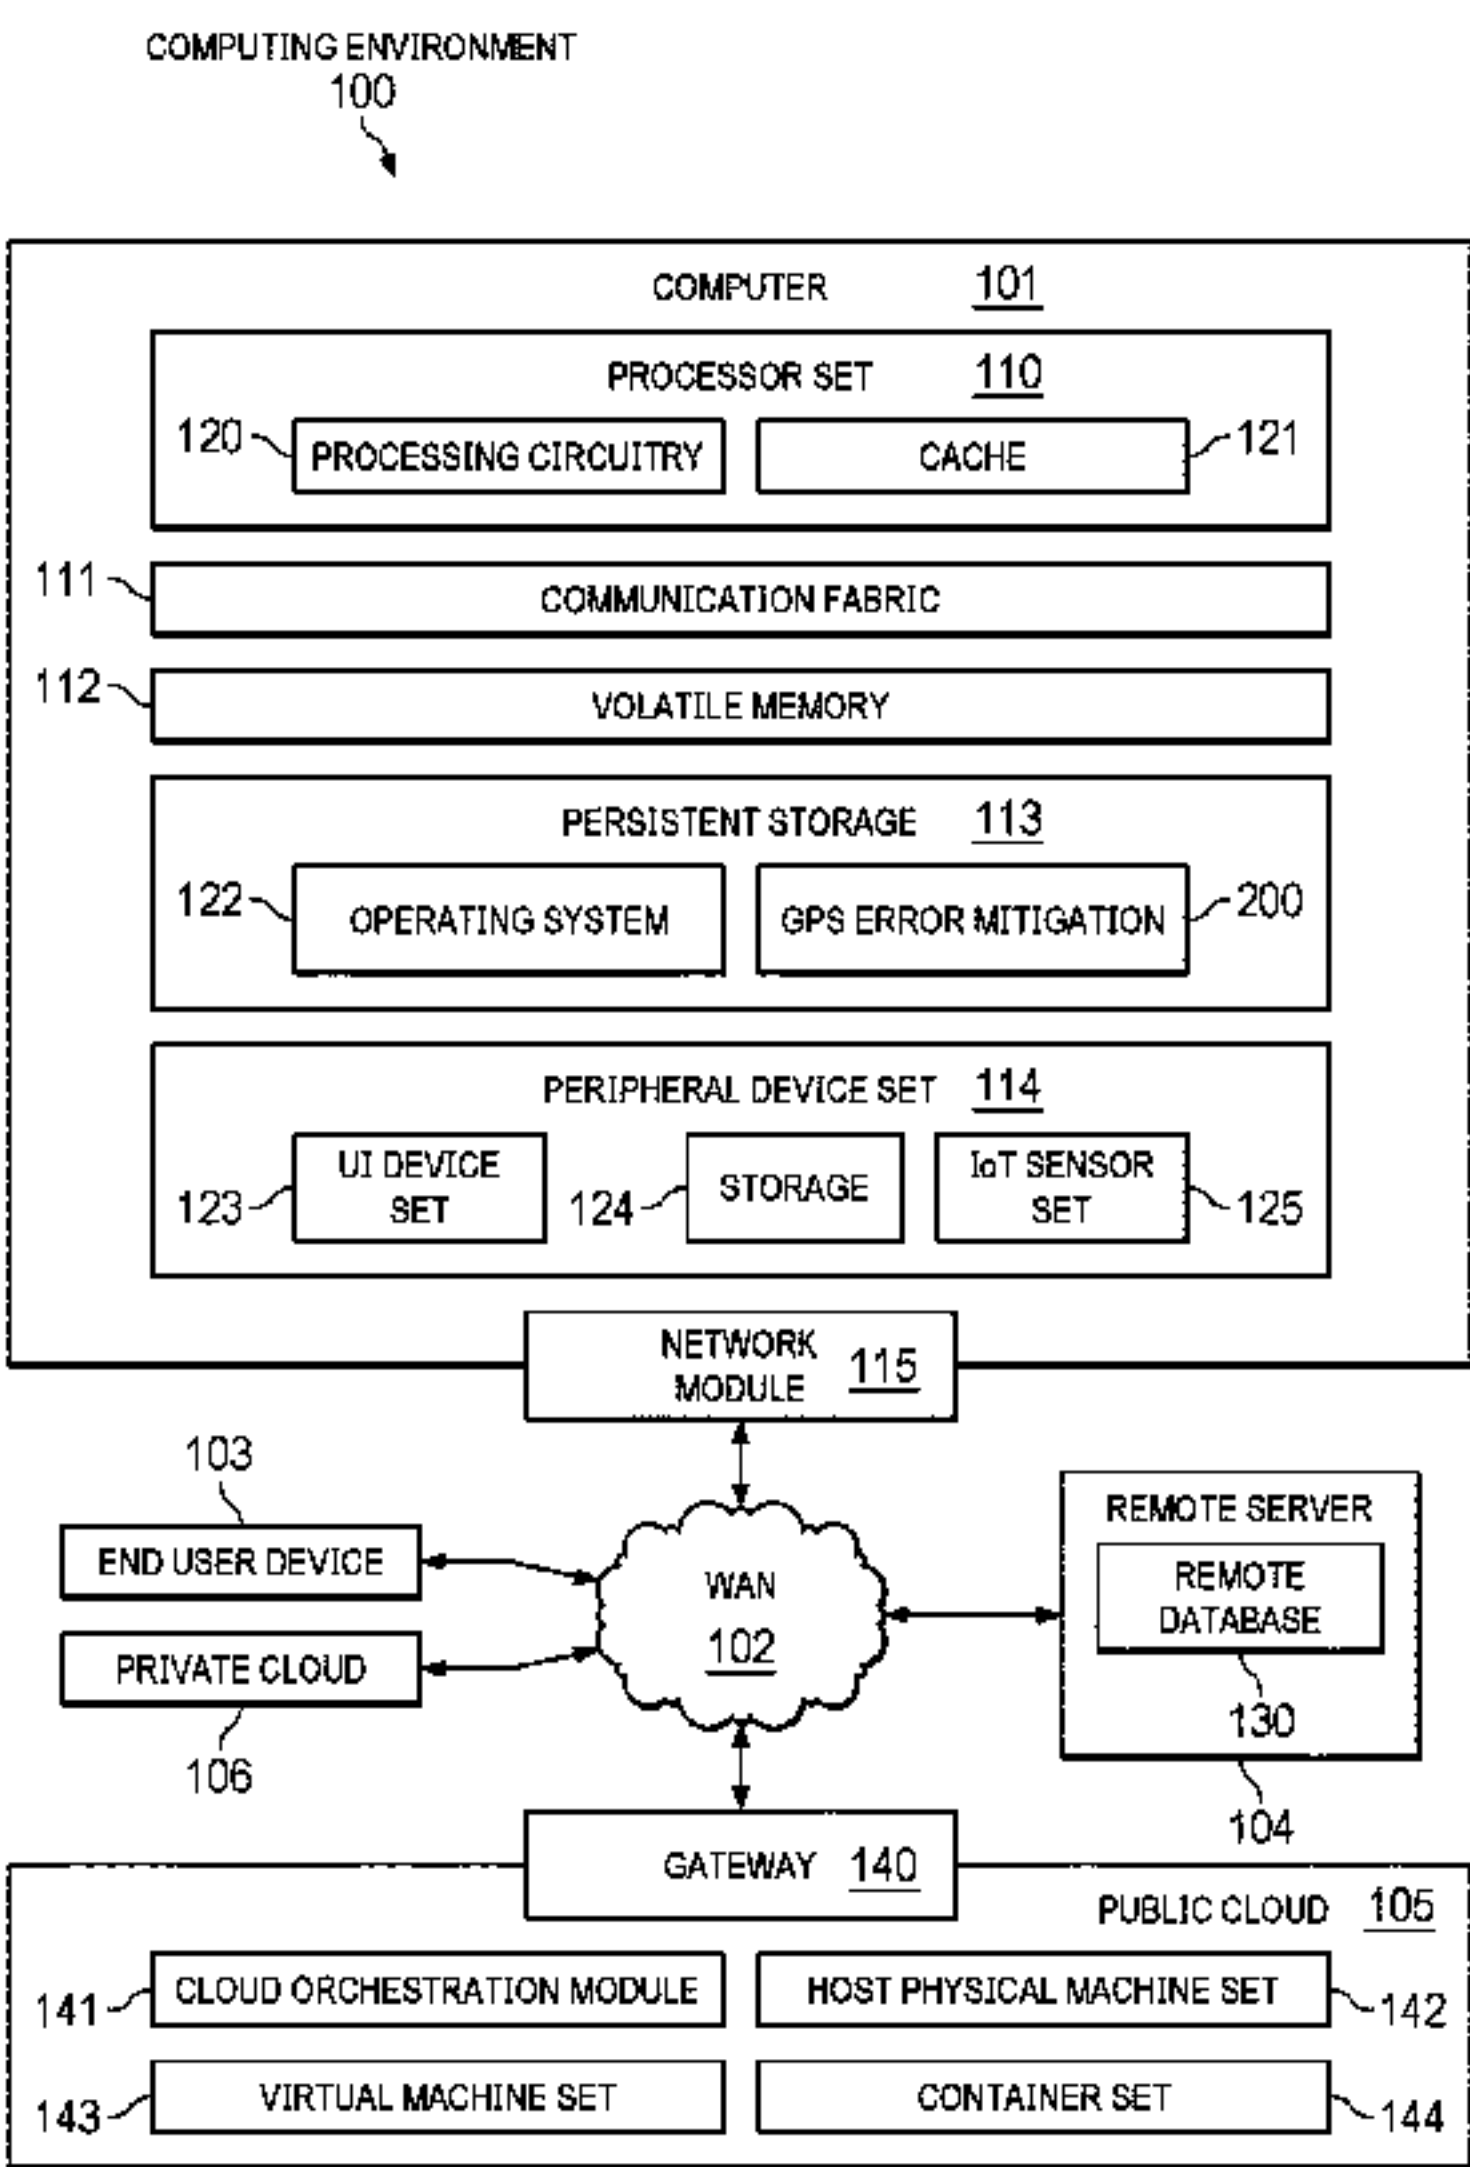 COMPUTING ENVIRONMENT
100
COMPUTER 101
PROCESSOR SET 110
120 PROCESSING CIRCUITRY CACHE 121
111 COMMUNICATION FABRIC
112 VOLATILE MEMORY
PERSISTENT STORAGE 113
122 OPERATING SYSTEM GPS ERROR MITIGATION 200
PERIPHERAL DEVICE SET 114
123 UI DEVICE
SET
124 STORAGE
IoT SENSOR
SET 125
NETWORK
MODULE 115
103
END USER DEVICE
PRIVATE CLOUD
106
WAN
102
REMOTE SERVER
REMOTE
DATABASE
130
104
GATEWAY 140
PUBLIC CLOUD 105
141 CLOUD ORCHESTRATION MODULE HOST PHYSICAL MACHINE SET 142
143 VIRTUAL MACHINE SET CONTAINER SET 144